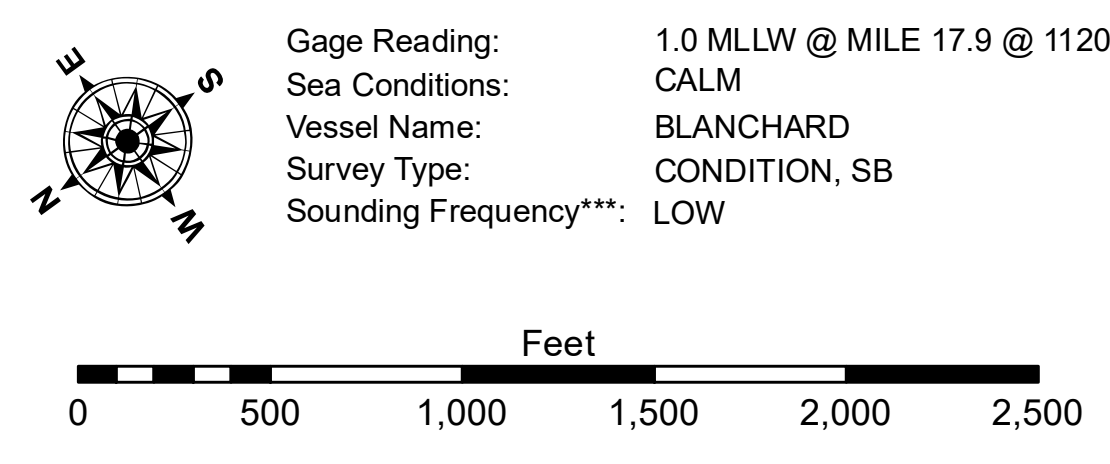 E
S
N
W
Gage Reading: 1.0 MLLW @ MILE 17.9 @ 1120
Sea Conditions: CALM
Vessel Name: BLANCHARD
Survey Type: CONDITION, SB
Sounding Frequency***: LOW
Feet
0 500 1,000 1,500 2,000 2,500